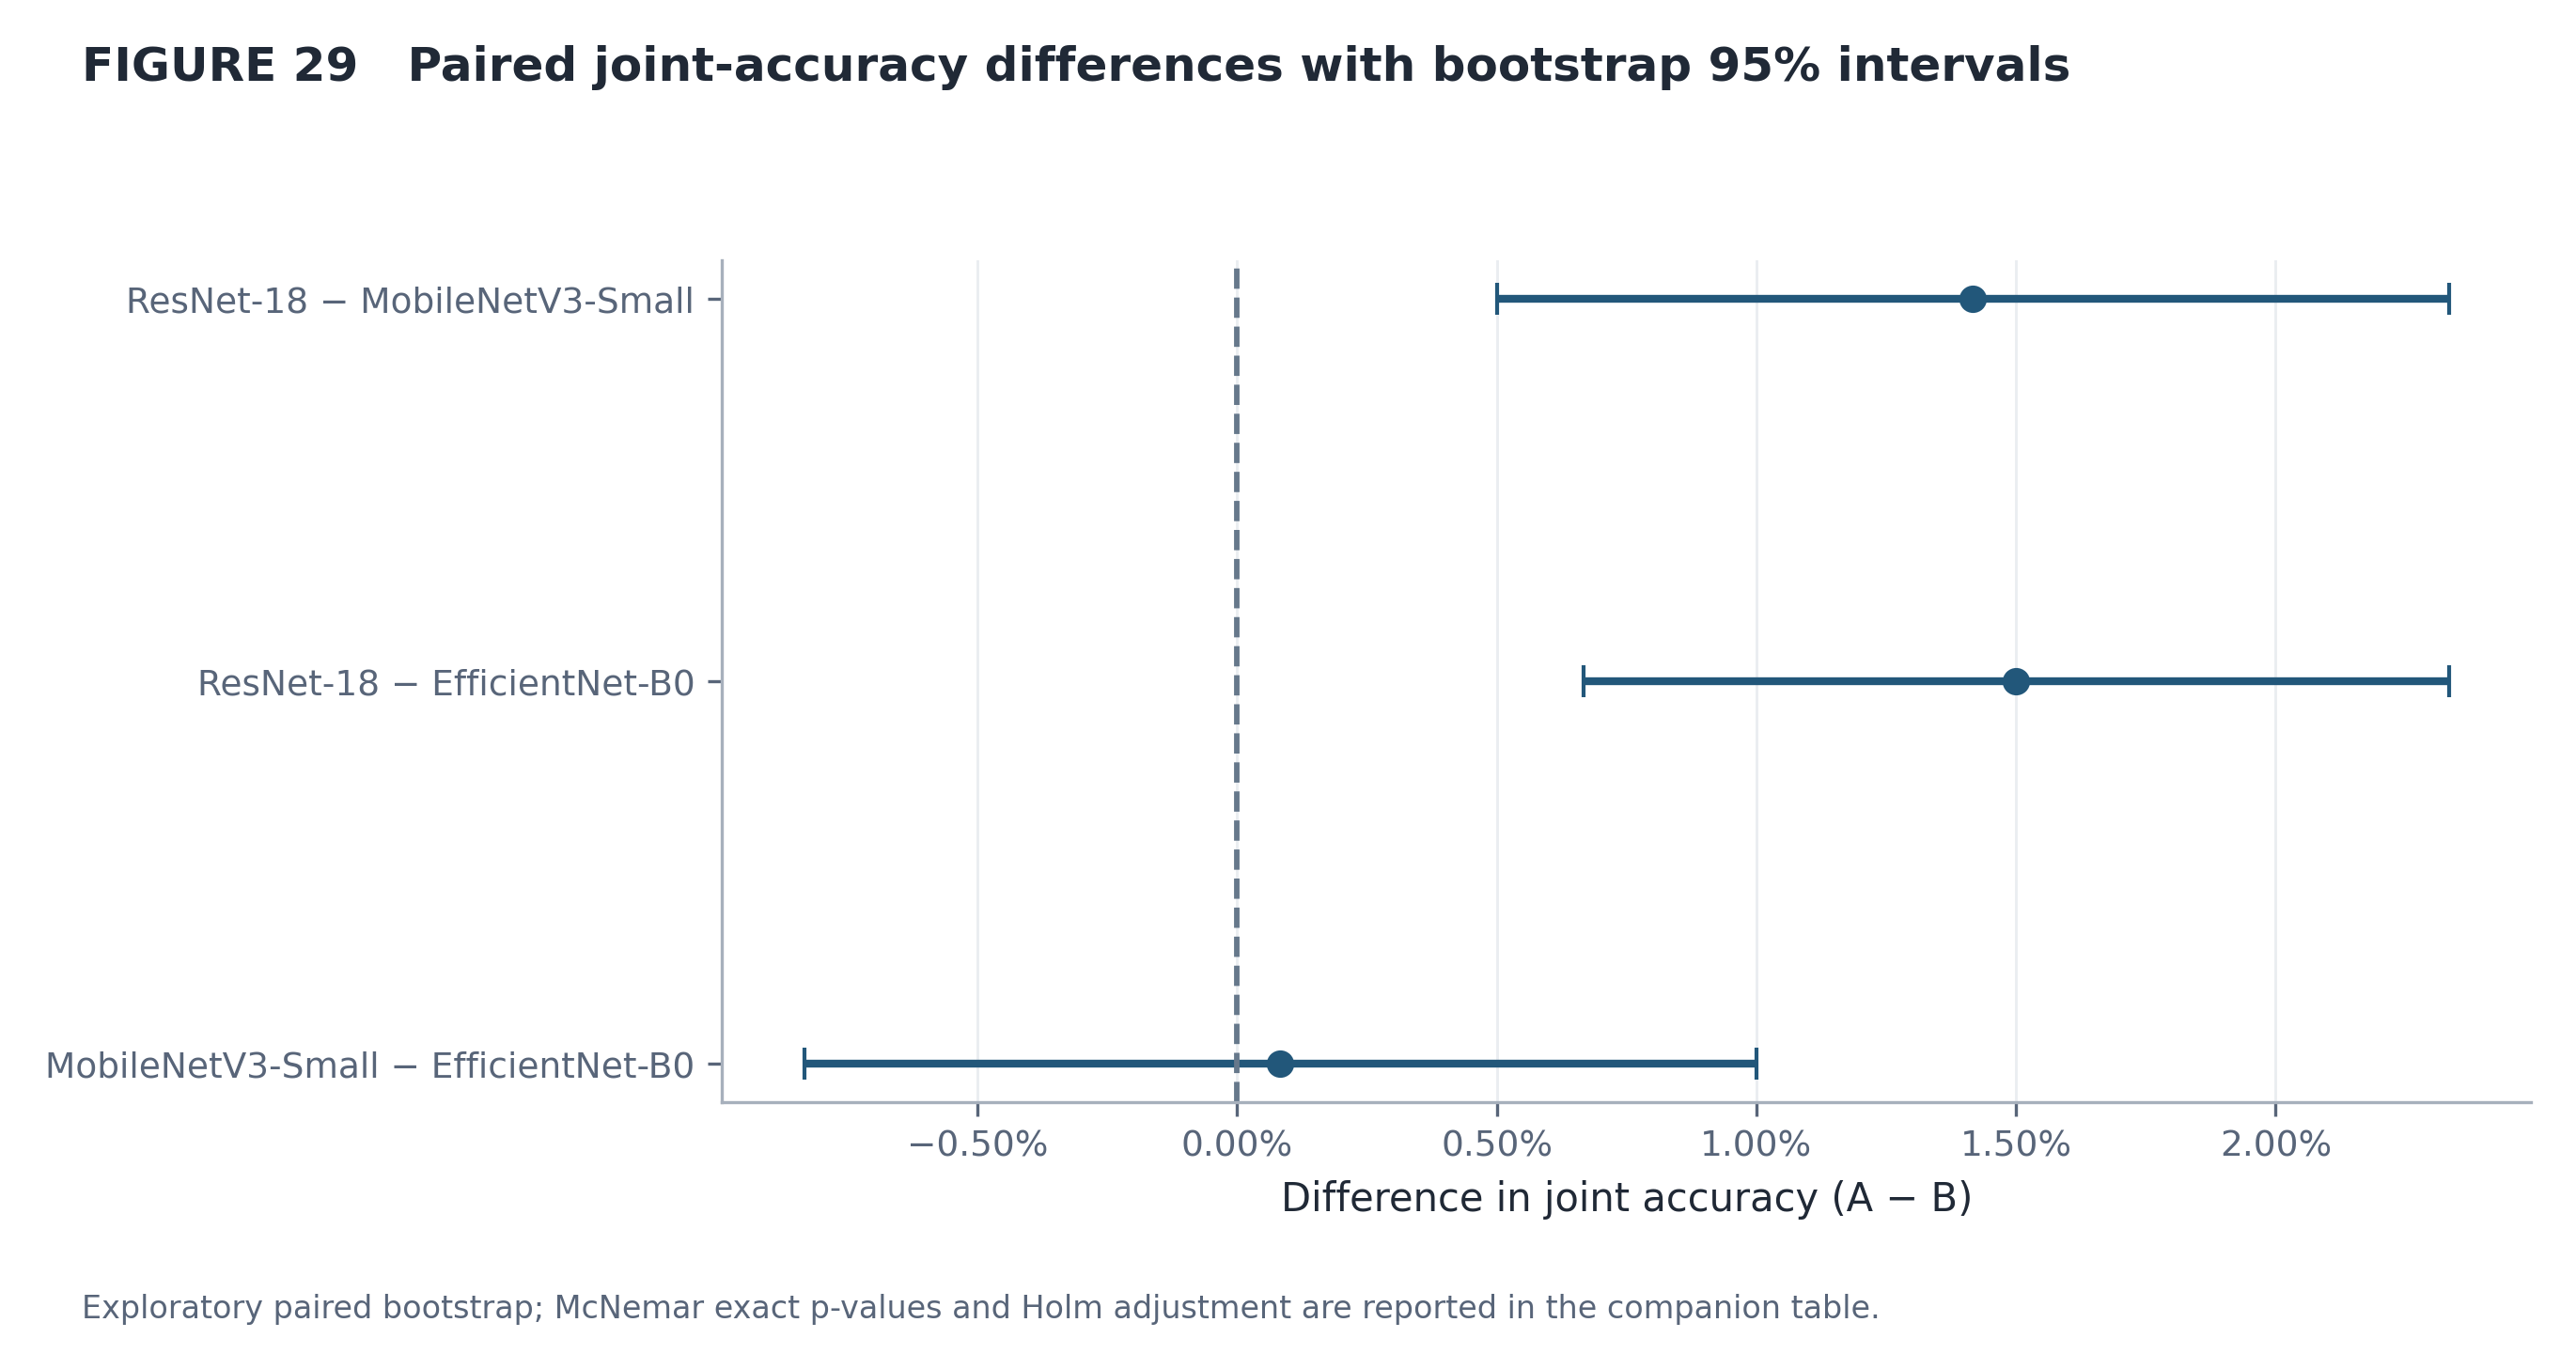 FIGURE 29   Paired joint-accuracy differences with bootstrap 95% intervals
ResNet-18 − MobileNetV3-Small
ResNet-18 − EfficientNet-B0
MobileNetV3-Small − EfficientNet-B0
−0.50% 0.00% 0.50% 1.00% 1.50% 2.00%
Difference in joint accuracy (A − B)
Exploratory paired bootstrap; McNemar exact p-values and Holm adjustment are reported in the companion table.